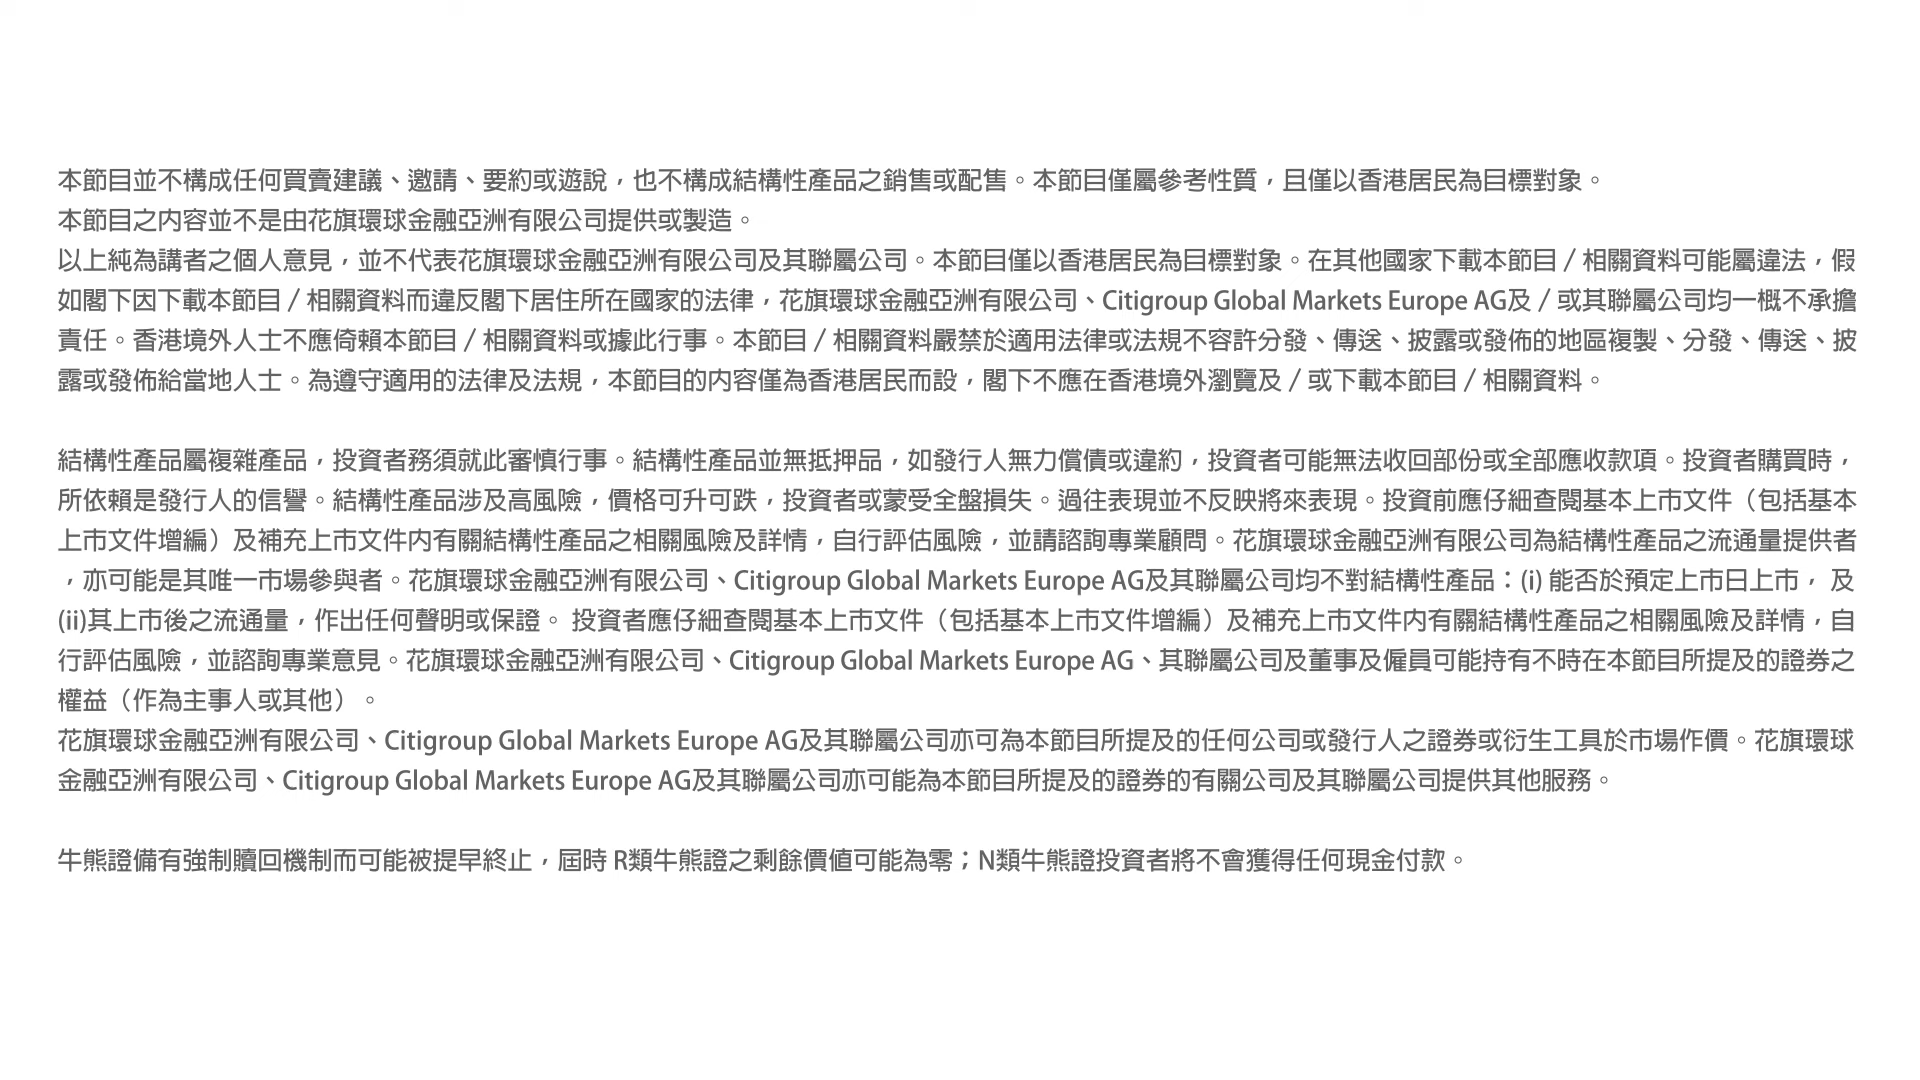 本節目並不構成任何買賣建議、邀請、要約或遊說，也不構成結構性產品之銷售或配售。本節目僅屬參考性質，且僅以香港居民為目標對象。
本節目之內容並不是由花旗環球金融亞洲有限公司提供或製造。
以上純為講者之個人意見，並不代表花旗環球金融亞洲有限公司及其聯屬公司。本節目僅以香港居民為目標對象。在其他國家下載本節目／相關資料可能屬違法，假
如閣下因下載本節目／相關資料而違反閣下居住所在國家的法律，花旗環球金融亞洲有限公司、Citigroup Global Markets Europe AG及／或其聯屬公司均一概不承擔
責任。香港境外人士不應倚賴本節目／相關資料或據此行事。本節目／相關資料嚴禁於適用法律或法規不容許分發、傳送、披露或發佈的地區複製、分發、傳送、披
露或發佈給當地人士。為遵守適用的法律及法規，本節目的內容僅為香港居民而設，閣下不應在香港境外瀏覽及／或下載本節目／相關資料。
結構性產品屬複雜產品，投資者務須就此審慎行事。結構性產品並無抵押品，如發行人無力償債或違約，投資者可能無法收回部份或全部應收款項。投資者購買時，
所依賴是發行人的信譽。結構性產品涉及高風險，價格可升可跌，投資者或蒙受全盤損失。過往表現並不反映將來表現。投資前應仔細查閱基本上市文件（包括基本
上市文件增編）及補充上市文件內有關結構性產品之相關風險及詳情，自行評估風險，並請諮詢專業顧問。花旗環球金融亞洲有限公司為結構性產品之流通量提供者
，亦可能是其唯一市場參與者。花旗環球金融亞洲有限公司、Citigroup Global Markets Europe AG及其聯屬公司均不對結構性產品：(i) 能否於預定上市日上市， 及
(ii)其上市後之流通量，作出任何聲明或保證。 投資者應仔細查閱基本上市文件（包括基本上市文件增編）及補充上市文件內有關結構性產品之相關風險及詳情，自
行評估風險，並諮詢專業意見。花旗環球金融亞洲有限公司、Citigroup Global Markets Europe AG、其聯屬公司及董事及僱員可能持有不時在本節目所提及的證券之
權益（作為主事人或其他）。
花旗環球金融亞洲有限公司、Citigroup Global Markets Europe AG及其聯屬公司亦可為本節目所提及的任何公司或發行人之證券或衍生工具於市場作價。花旗環球
金融亞洲有限公司、Citigroup Global Markets Europe AG及其聯屬公司亦可能為本節目所提及的證券的有關公司及其聯屬公司提供其他服務。
牛熊證備有強制贖回機制而可能被提早終止，屆時 R類牛熊證之剩餘價值可能為零；N類牛熊證投資者將不會獲得任何現金付款。